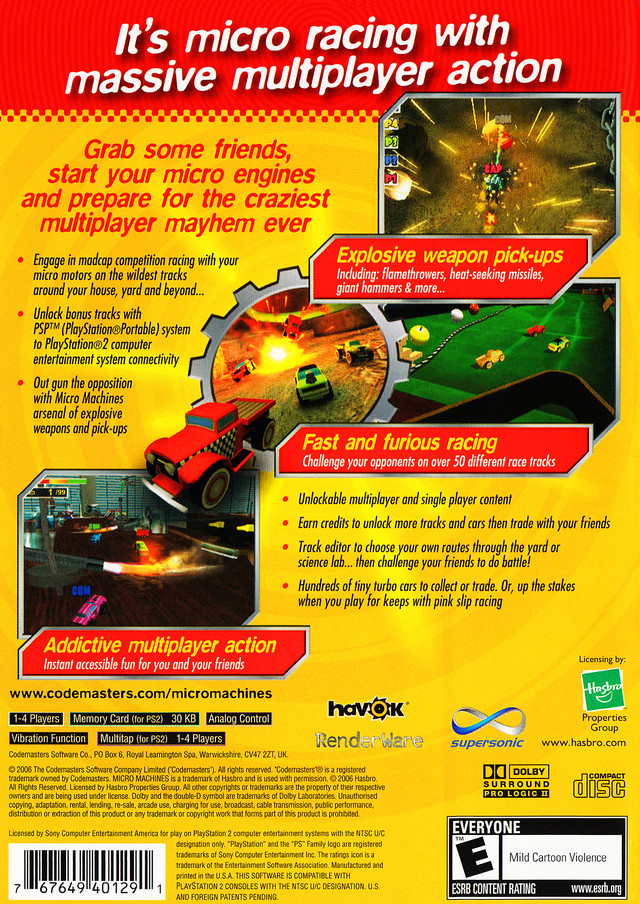 It's micro racing with
massive multiplayer action
Grab some friends,
start your micro engines
and prepare for the craziest
multiplayer mayhem ever
• Engage in madcap competition racing with your
micro motors on the wildest tracks
around your house, yard and beyond...
• Unlock bonus tracks with
PSP™ (PlayStation®Portable) system
to PlayStation®2 computer
entertainment system connectivity
• Out gun the opposition
with Micro Machines
arsenal of explosive
weapons and pick-ups
COM
Explosive weapon pick-ups
Including: flamethrowers, heat-seeking missiles,
giant hammers & more...
Fast and furious racing
Challenge your opponents on over 50 different race tracks
1/99
COM
• Unlockable multiplayer and single player content
• Earn credits to unlock more tracks and cars then trade with your friends
• Track editor to choose your own routes through the yard or
science lab... then challenge your friends to do battle!
• Hundreds of tiny turbo cars to collect or trade. Or, up the stakes
when you play for keeps with pink slip racing
Addictive multiplayer action
Instant accessible fun for you and your friends
www.codemasters.com/micromachines
1-4 Players
Memory Card (for PS2) 30 KB
Analog Control
Vibration Function
Multitap (for PS2) 1-4 Players
havok
RenderWare
supersonic
Licensing by:
Hasbro
Properties
Group
www.hasbro.com
Codemasters Software Co., PO Box 6, Royal Leamington Spa, Warwickshire, CV47 2ZT, UK.
© 2006 The Codemasters Software Company Limited ("Codemasters"). All rights reserved. "Codemasters"® is a registered
trademark owned by Codemasters. MICRO MACHINES is a trademark of Hasbro and is used with permission. © 2006 Hasbro.
All Rights Reserved. Licensed by Hasbro Properties Group. All other copyrights or trademarks are the property of their respective
owners and are being used under license. Dolby and the double-D symbol are trademarks of Dolby Laboratories. Unauthorised
copying, adaptation, rental, lending, re-sale, arcade use, charging for use, broadcast, cable transmission, public performance,
distribution or extraction of this product or any trademark or copyright work that forms part of this product is prohibited.
DOLBY
SURROUND
PRO LOGIC II
COMPACT
disc
Licensed by Sony Computer Entertainment America for play on PlayStation 2 computer entertainment systems with the NTSC U/C
designation only. "PlayStation" and the "PS" Family logo are registered
trademarks of Sony Computer Entertainment Inc. The ratings icon is a
trademark of the Entertainment Software Association. Manufactured and
printed in the U.S.A. THIS SOFTWARE IS COMPATIBLE WITH
PLAYSTATION 2 CONSOLES WITH THE NTSC U/C DESIGNATION. U.S.
AND FOREIGN PATENTS PENDING.
7 67649 40129 1
EVERYONE
E
Mild Cartoon Violence
ESRB CONTENT RATING
www.esrb.org